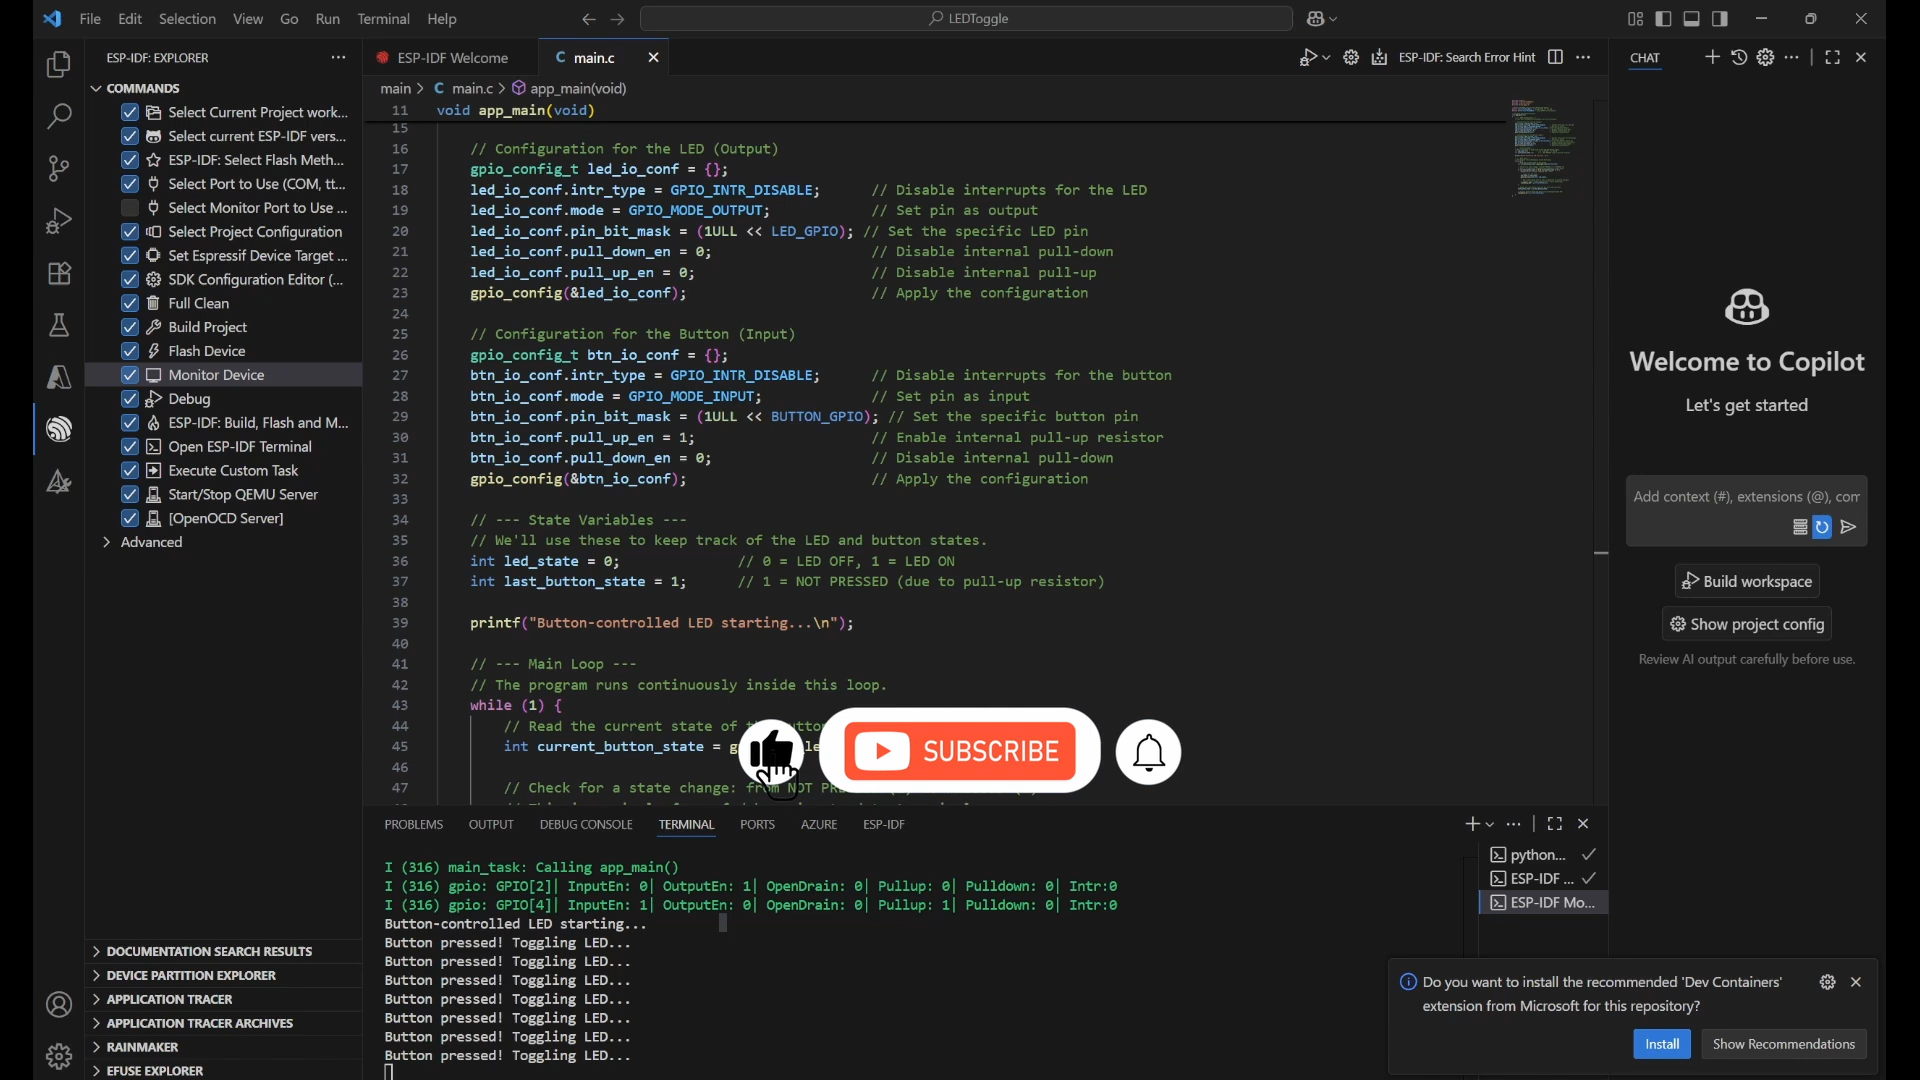 File Edit Selection View Go Run Terminal Help
LEDToggle
ESP-IDF: EXPLORER
COMMANDS
Select Current Project work...
Select current ESP-IDF vers...
ESP-IDF: Select Flash Meth...
Select Port to Use (COM, tt...
Select Monitor Port to Use ...
Select Project Configuration
Set Espressif Device Target ...
SDK Configuration Editor (...
Full Clean
Build Project
Flash Device
Monitor Device
Debug
ESP-IDF: Build, Flash and M...
Open ESP-IDF Terminal
Execute Custom Task
Start/Stop QEMU Server
[OpenOCD Server]
Advanced
DOCUMENTATION SEARCH RESULTS
DEVICE PARTITION EXPLORER
APPLICATION TRACER
APPLICATION TRACER ARCHIVES
RAINMAKER
EFUSE EXPLORER
ESP-IDF Welcome
C main.c
ESP-IDF: Search Error Hint
main > C main.c > app_main(void)
11 void app_main(void)
15
16 // Configuration for the LED (Output)
17 gpio_config_t led_io_conf = {};
18 led_io_conf.intr_type = GPIO_INTR_DISABLE; // Disable interrupts for the LED
19 led_io_conf.mode = GPIO_MODE_OUTPUT; // Set pin as output
20 led_io_conf.pin_bit_mask = (1ULL << LED_GPIO); // Set the specific LED pin
21 led_io_conf.pull_down_en = 0; // Disable internal pull-down
22 led_io_conf.pull_up_en = 0; // Disable internal pull-up
23 gpio_config(&led_io_conf); // Apply the configuration
24
25 // Configuration for the Button (Input)
26 gpio_config_t btn_io_conf = {};
27 btn_io_conf.intr_type = GPIO_INTR_DISABLE; // Disable interrupts for the button
28 btn_io_conf.mode = GPIO_MODE_INPUT; // Set pin as input
29 btn_io_conf.pin_bit_mask = (1ULL << BUTTON_GPIO); // Set the specific button pin
30 btn_io_conf.pull_up_en = 1; // Enable internal pull-up resistor
31 btn_io_conf.pull_down_en = 0; // Disable internal pull-down
32 gpio_config(&btn_io_conf); // Apply the configuration
33
34 // --- State Variables ---
35 // We'll use these to keep track of the LED and button states.
36 int led_state = 0; // 0 = LED OFF, 1 = LED ON
37 int last_button_state = 1; // 1 = NOT PRESSED (due to pull-up resistor)
38
39 printf("Button-controlled LED starting...\n");
40
41 // --- Main Loop ---
42 // The program runs continuously inside this loop.
43 while (1) {
44 // Read the current state of
45 int current_button_state =
46
47 // Check for a state change: from NOT
SUBSCRIBE
PROBLEMS OUTPUT DEBUG CONSOLE TERMINAL PORTS AZURE ESP-IDF
I (316) main_task: Calling app_main()
I (316) gpio: GPIO[2]| InputEn: 0| OutputEn: 1| OpenDrain: 0| Pullup: 0| Pulldown: 0| Intr:0
I (316) gpio: GPIO[4]| InputEn: 1| OutputEn: 0| OpenDrain: 0| Pullup: 1| Pulldown: 0| Intr:0
Button-controlled LED starting...
Button pressed! Toggling LED...
Button pressed! Toggling LED...
Button pressed! Toggling LED...
Button pressed! Toggling LED...
Button pressed! Toggling LED...
Button pressed! Toggling LED...
Button pressed! Toggling LED...
python...
ESP-IDF ...
ESP-IDF Mo...
CHAT
Welcome to Copilot
Let's get started
Add context (#), extensions (@), com
Build workspace
Show project config
Review AI output carefully before use.
Do you want to install the recommended 'Dev Containers'
extension from Microsoft for this repository?
Install
Show Recommendations